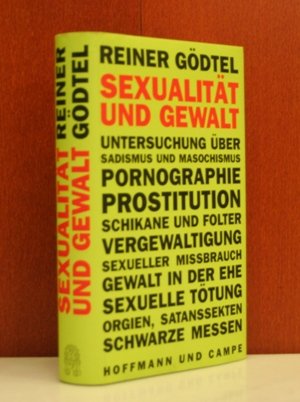 REINER GÖDTEL
SEXUALITÄT
UND GEWALT
UNTERSUCHUNG ÜBER
SADISMUS UND MASOCHISMUS
PORNOGRAPHIE
PROSTITUTION
SCHIKANE UND FOLTER
VERGEWALTIGUNG
SEXUELLER MISSBRAUCH
GEWALT IN DER EHE
SEXUELLE TÖTUNG
ORGIEN, SATANSSEKTEN
SCHWARZE MESSEN
HOFFMANN UND CAMPE
REINER
GÖDTEL
SEXUALITÄT
UND GEWALT